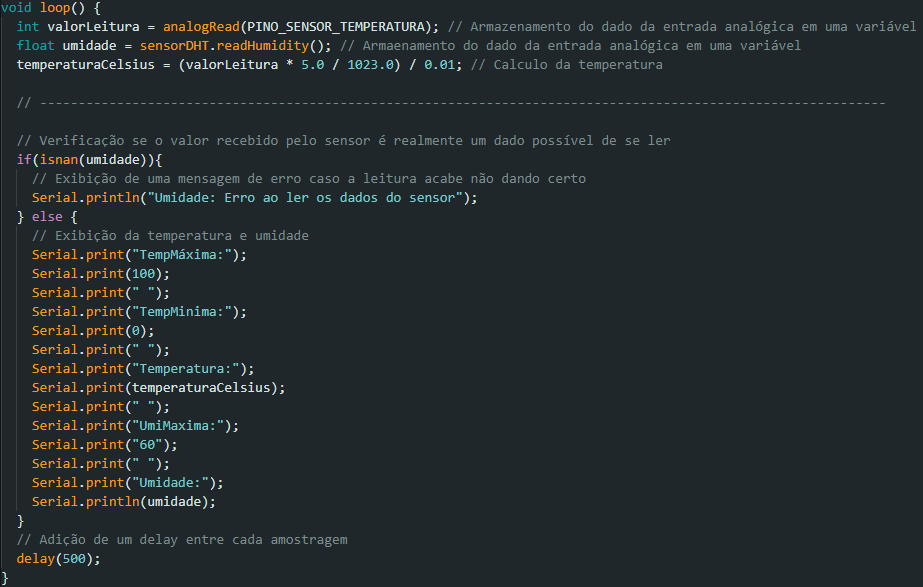 void loop() {
  int valorLeitura = analogRead(PINO_SENSOR_TEMPERATURA); // Armazenamento do dado da entrada analógica em uma variável
  float umidade = sensorDHT.readHumidity(); // Armaenamento do dado da entrada analógica em uma variável
  temperaturaCelsius = (valorLeitura * 5.0 / 1023.0) / 0.01; // Calculo da temperatura
  // --------------------------------------------------------------------------------------------------------------
  // Verificação se o valor recebido pelo sensor é realmente um dado possível de se ler
  if(isnan(umidade)){
    // Exibição de uma mensagem de erro caso a leitura acabe não dando certo
    Serial.println("Umidade: Erro ao ler os dados do sensor");
  } else {
    // Exibição da temperatura e umidade
    Serial.print("TempMáxima:");
    Serial.print(100);
    Serial.print(" ");
    Serial.print("TempMinima:");
    Serial.print(0);
    Serial.print(" ");
    Serial.print("Temperatura:");
    Serial.print(temperaturaCelsius);
    Serial.print(" ");
    Serial.print("UmiMaxima:");
    Serial.print("60");
    Serial.print(" ");
    Serial.print("Umidade:");
    Serial.println(umidade);
  }
  // Adição de um delay entre cada amostragem
  delay(500);
}